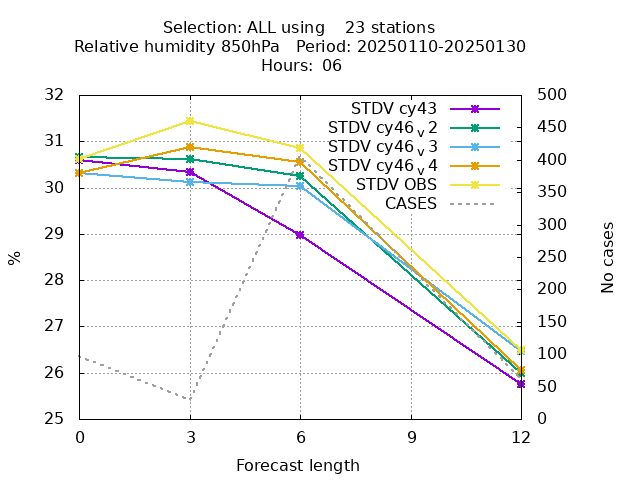 Selection: ALL using    23 stations
Relative humidity 850hPa   Period: 20250110-20250130
Hours: 06
STDV cy43
STDV cy46_v2
STDV cy46_v3
STDV cy46_v4
STDV OBS
CASES
32
31
30
29
28
27
26
25
%
500
450
400
350
300
250
200
150
100
50
0
No cases
0 3 6 9 12
Forecast length